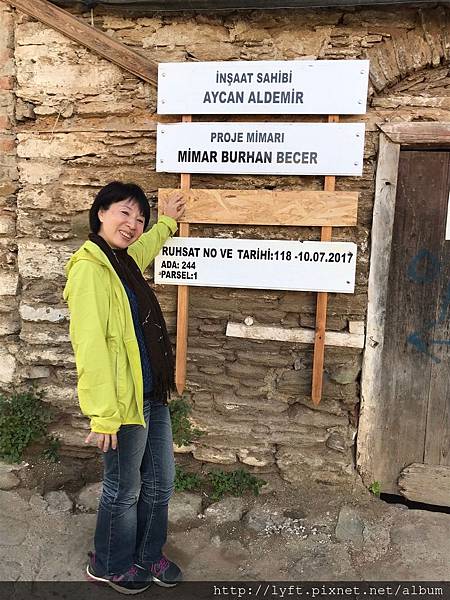 İNŞAAT SAHİBİ
AYCAN ALDEMIR
PROJE MİMARI
MİMAR BURHAN BECER
RUHSAT NO VE TARİHİ:118 -10.07.2017
ADA: 244
PARSEL:1
http://lyft.pixnet.net/album